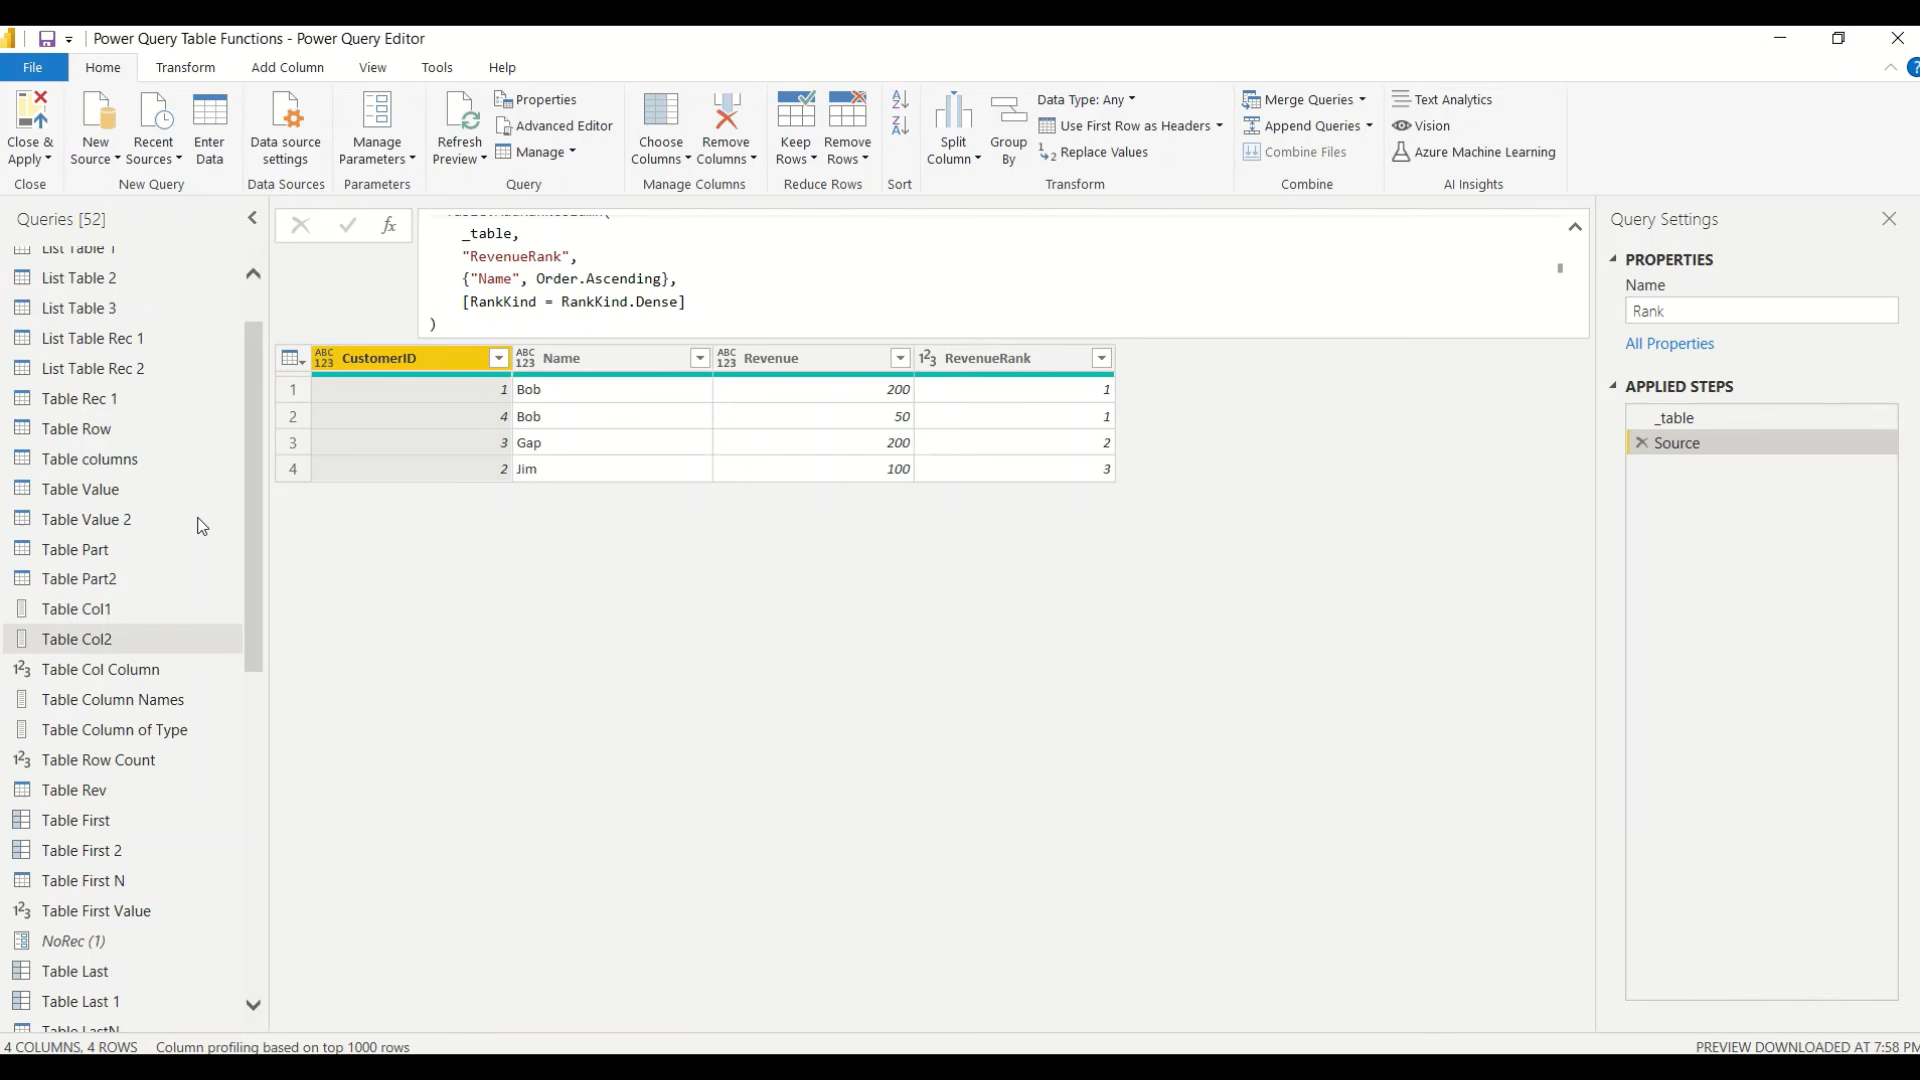 Power Query Table Functions - Power Query Editor
File Home Transform Add Column View Tools Help
Close & Apply
New Source
Recent Sources
Enter Data
Data source settings
Manage Parameters
Refresh Preview
Properties
Advanced Editor
Manage
Choose Columns
Remove Columns
Keep Rows
Remove Rows
Split Column
Group By
Data Type: Any
Use First Row as Headers
Replace Values
Merge Queries
Append Queries
Combine Files
Text Analytics
Vision
Azure Machine Learning
Close New Query Data Sources Parameters Query Manage Columns Reduce Rows Sort Transform Combine AI Insights
Queries [52]
List Table 1
List Table 2
List Table 3
List Table Rec 1
List Table Rec 2
Table Rec 1
Table Row
Table columns
Table Value
Table Value 2
Table Part
Table Part2
Table Col1
Table Col2
Table Col Column
Table Column Names
Table Column of Type
Table Row Count
Table Rev
Table First
Table First 2
Table First N
Table First Value
NoRec (1)
Table Last
Table Last 1
Table LastN
fx
_table,
"RevenueRank",
{"Name", Order.Ascending},
[RankKind = RankKind.Dense]
)
CustomerID Name Revenue RevenueRank
1 1 Bob 200 1
2 4 Bob 50 1
3 3 Gap 200 2
4 2 Jim 100 3
Query Settings
PROPERTIES
Name
Rank
All Properties
APPLIED STEPS
_table
Source
4 COLUMNS, 4 ROWS Column profiling based on top 1000 rows
PREVIEW DOWNLOADED AT 7:58 PM